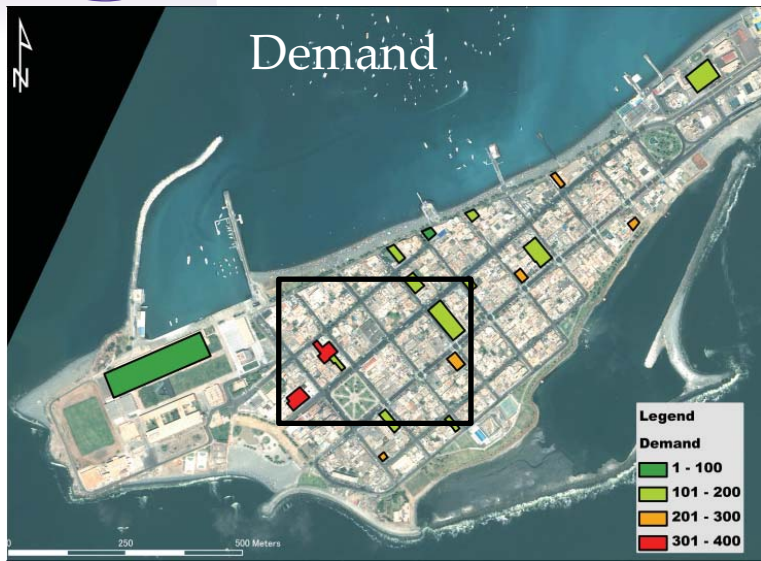 Demand
N
Legend
Demand
1 - 100
101 - 200
201 - 300
301 - 400
0 250 500 Meters